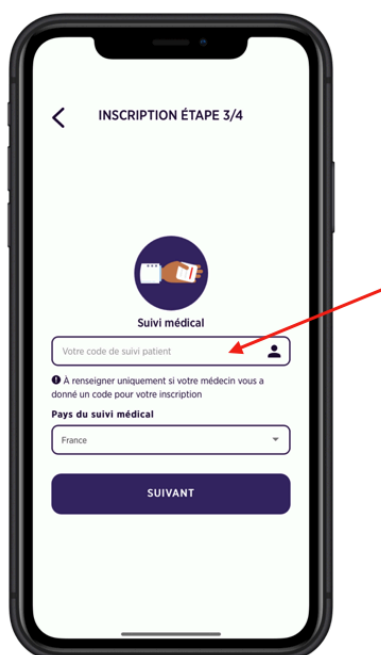 INSCRIPTION ÉTAPE 3/4
Suivi médical
Votre code de suivi patient
À renseigner uniquement si votre médecin vous a
donné un code pour votre inscription
Pays du suivi médical
France
SUIVANT